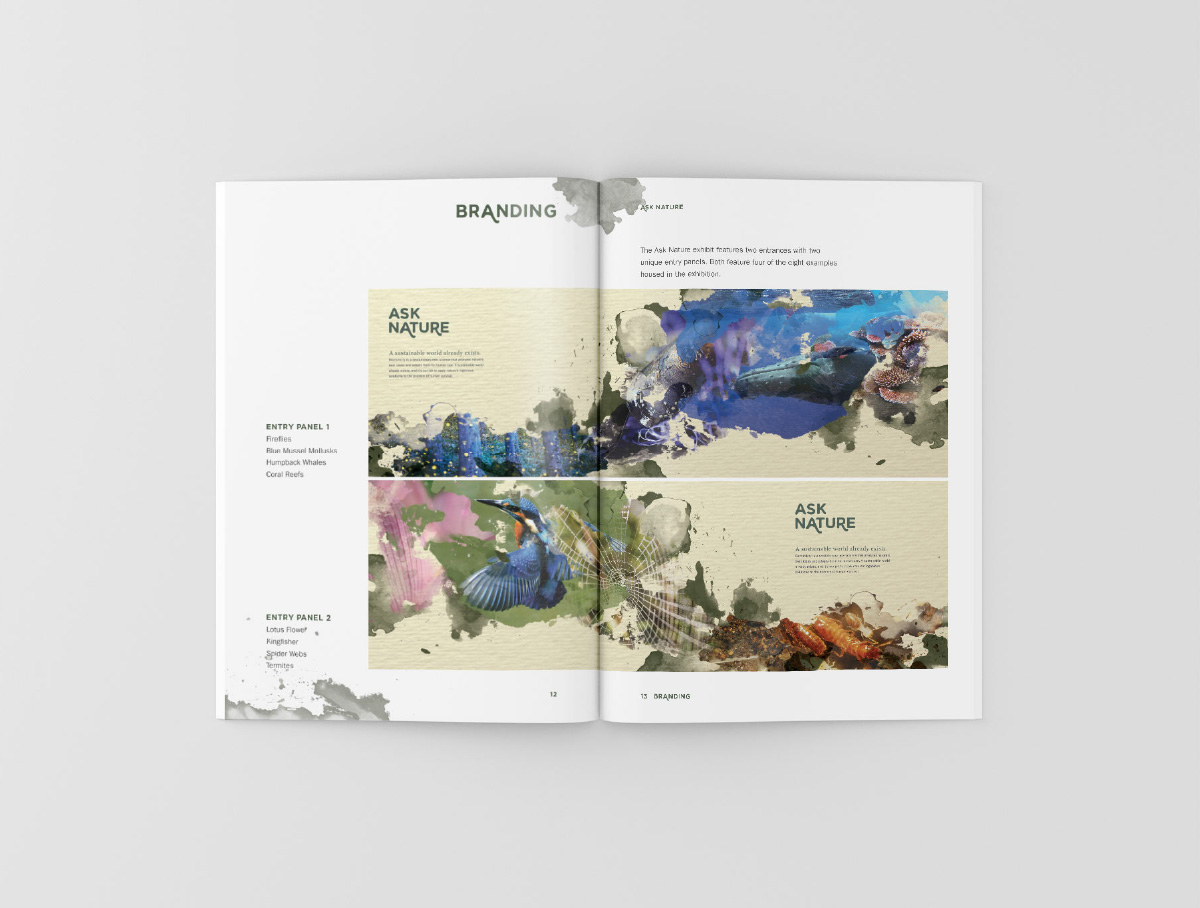 BRANDING
ASK NATURE
The Ask Nature exhibit features two entrances with two
unique entry panels. Both feature four of the eight examples
housed in the exhibition.
ASK
NATURE
A sustainable world already exists.
ENTRY PANEL 1
Fireflies
Blue Mussel Mollusks
Humpback Whales
Coral Reefs
ASK
NATURE
A sustainable world already exists.
ENTRY PANEL 2
Lotus Flower
Kingfisher
Spider Webs
Termites
12
13 BRANDING